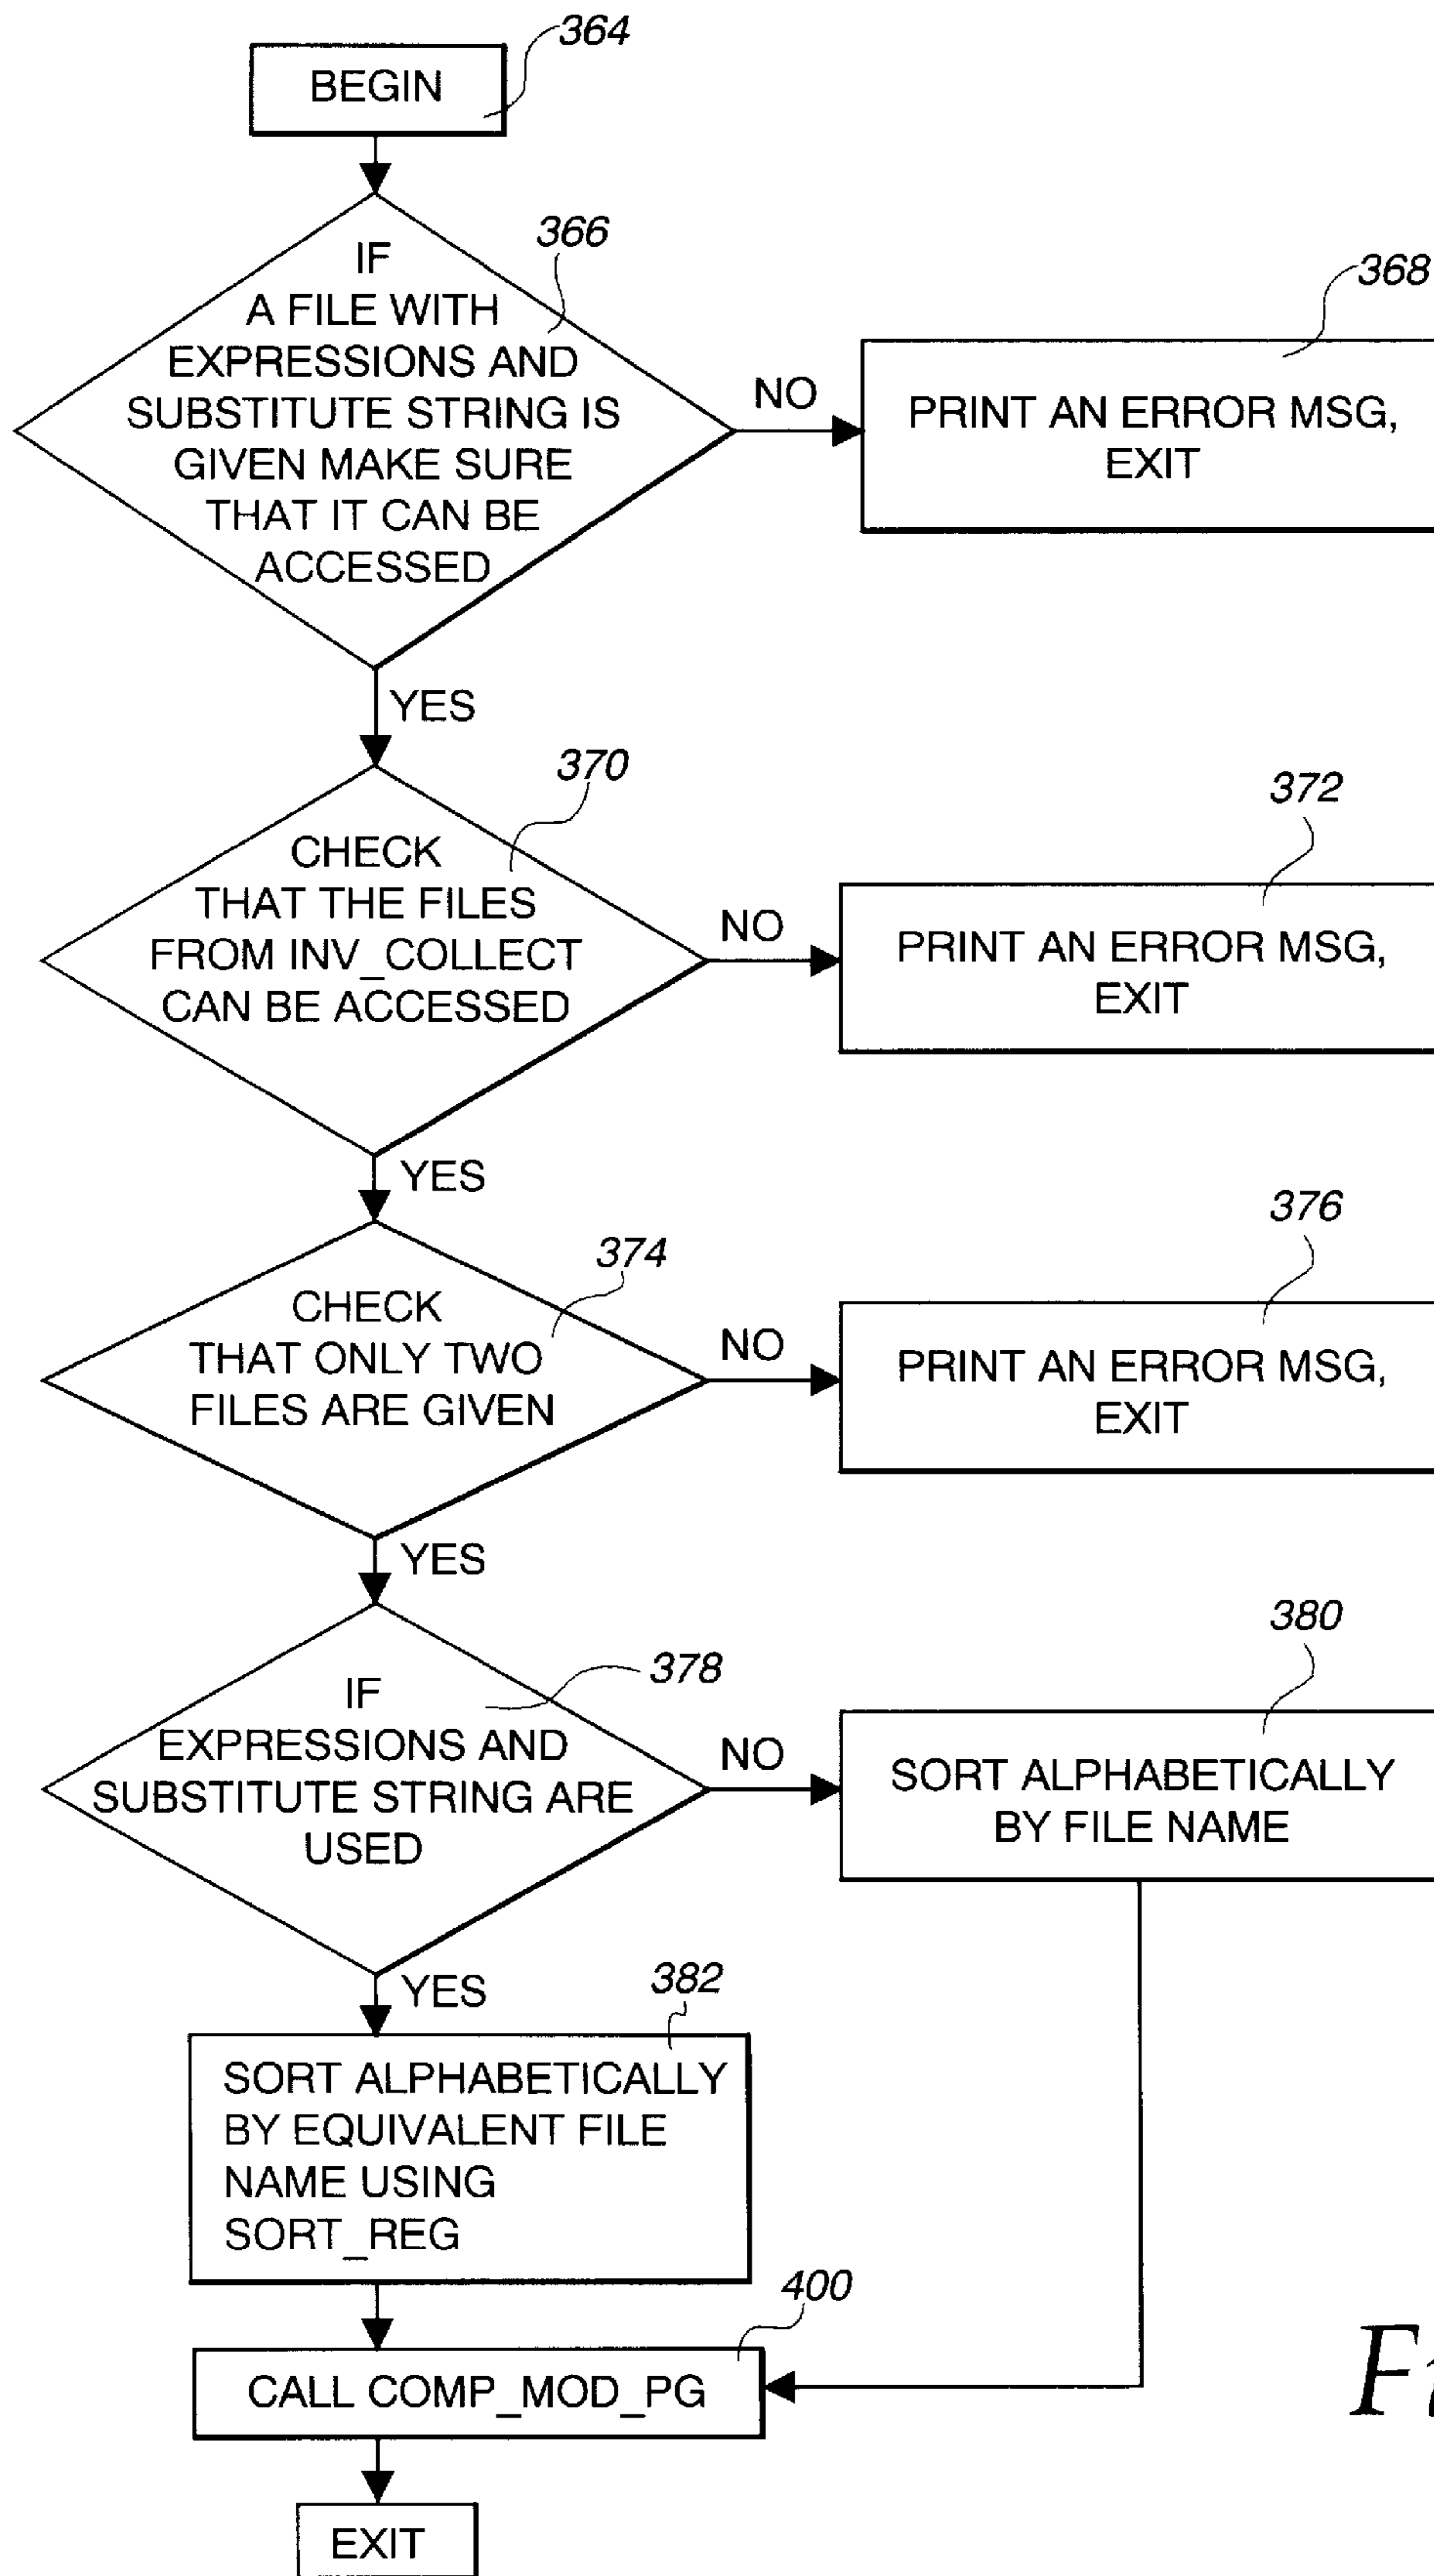 364
BEGIN
366
IF
A FILE WITH
EXPRESSIONS AND
SUBSTITUTE STRING IS
GIVEN MAKE SURE
THAT IT CAN BE
ACCESSED
NO
368
PRINT AN ERROR MSG,
EXIT
YES
370
CHECK
THAT THE FILES
FROM INV_COLLECT
CAN BE ACCESSED
NO
372
PRINT AN ERROR MSG,
EXIT
YES
374
CHECK
THAT ONLY TWO
FILES ARE GIVEN
NO
376
PRINT AN ERROR MSG,
EXIT
YES
378
IF
EXPRESSIONS AND
SUBSTITUTE STRING ARE
USED
NO
380
SORT ALPHABETICALLY
BY FILE NAME
YES
382
SORT ALPHABETICALLY
BY EQUIVALENT FILE
NAME USING
SORT_REG
400
CALL COMP_MOD_PG
EXIT